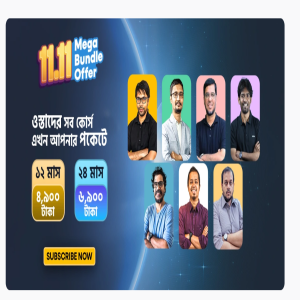 11.11 Mega
Bundle
Offer
ওস্তাদের সব কোর্স
এখন আপনার পকেটে
১২ মাস
২৪ মাস
৪,৯০০
টাকা
৬,৯০০
টাকা
SUBSCRIBE NOW